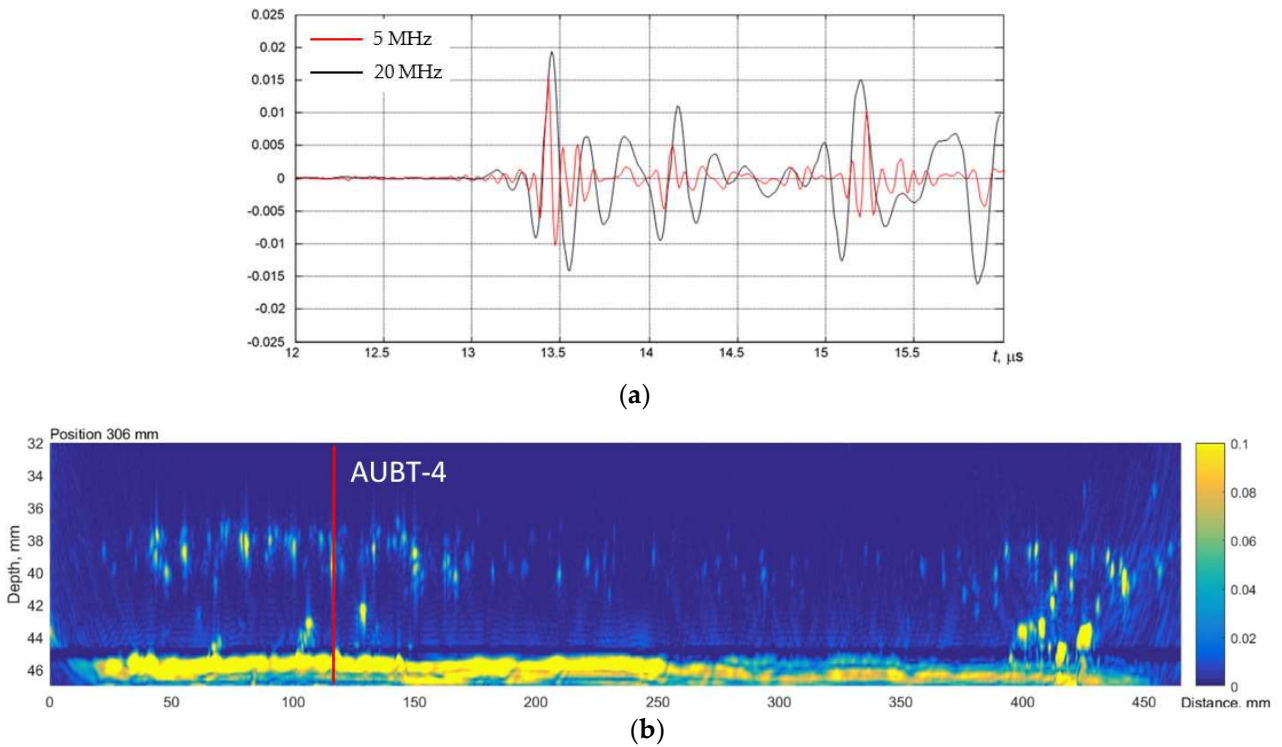 0.025
5 MHz
20 MHz
0.02
0.015
0.01
0.005
0
-0.005
-0.01
-0.015
-0.02
-0.025
12 12.5 13 13.5 14 14.5 15 15.5 t, μs
(a)
Position 306 mm
AUBT-4
Depth, mm
32
34
36
38
40
42
44
46
0 50 100 150 200 250 300 350 400 450 Distance, mm
0.1
0.08
0.06
0.04
0.02
0
(b)